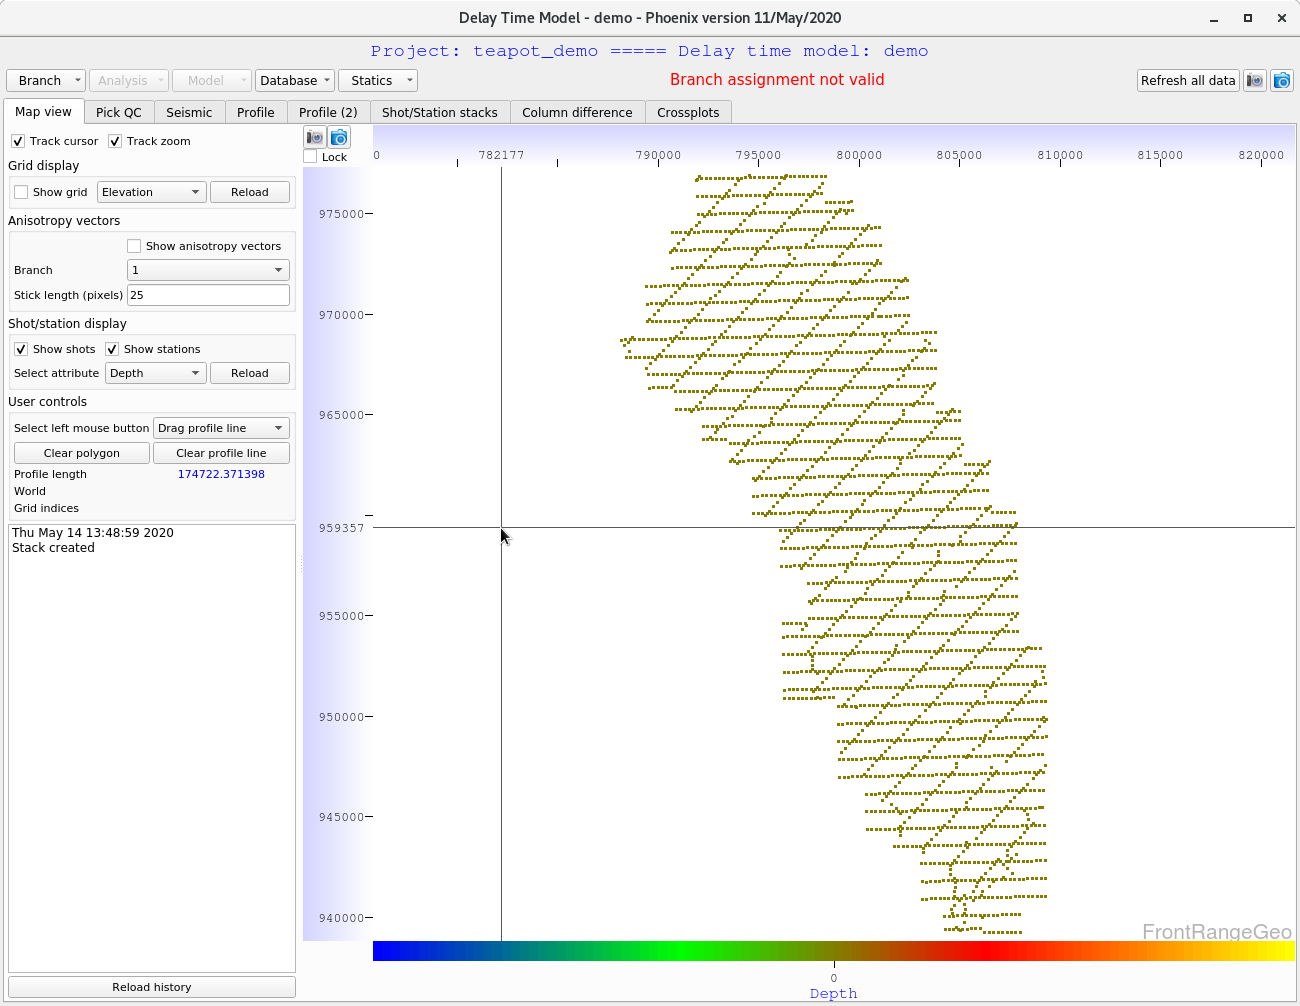 Delay Time Model - demo - Phoenix version 11/May/2020
Project: teapot_demo ===== Delay time model: demo
Branch Analysis Model Database Statics Branch assignment not valid Refresh all data
Map view Pick QC Seismic Profile Profile (2) Shot/Station stacks Column difference Crossplots
Track cursor Track zoom
Grid display
Show grid Elevation Reload
Anisotropy vectors
Show anisotropy vectors
Branch 1
Stick length (pixels) 25
Shot/station display
Show shots Show stations
Select attribute Depth Reload
User controls
Select left mouse button Drag profile line
Clear polygon Clear profile line
Profile length 174722.371398
World
Grid indices
Thu May 14 13:48:59 2020
Stack created
Reload history
Lock
0 782177 790000 795000 800000 805000 810000 815000 820000
975000
970000
965000
959357
955000
950000
945000
940000
FrontRangeGeo
0
Depth